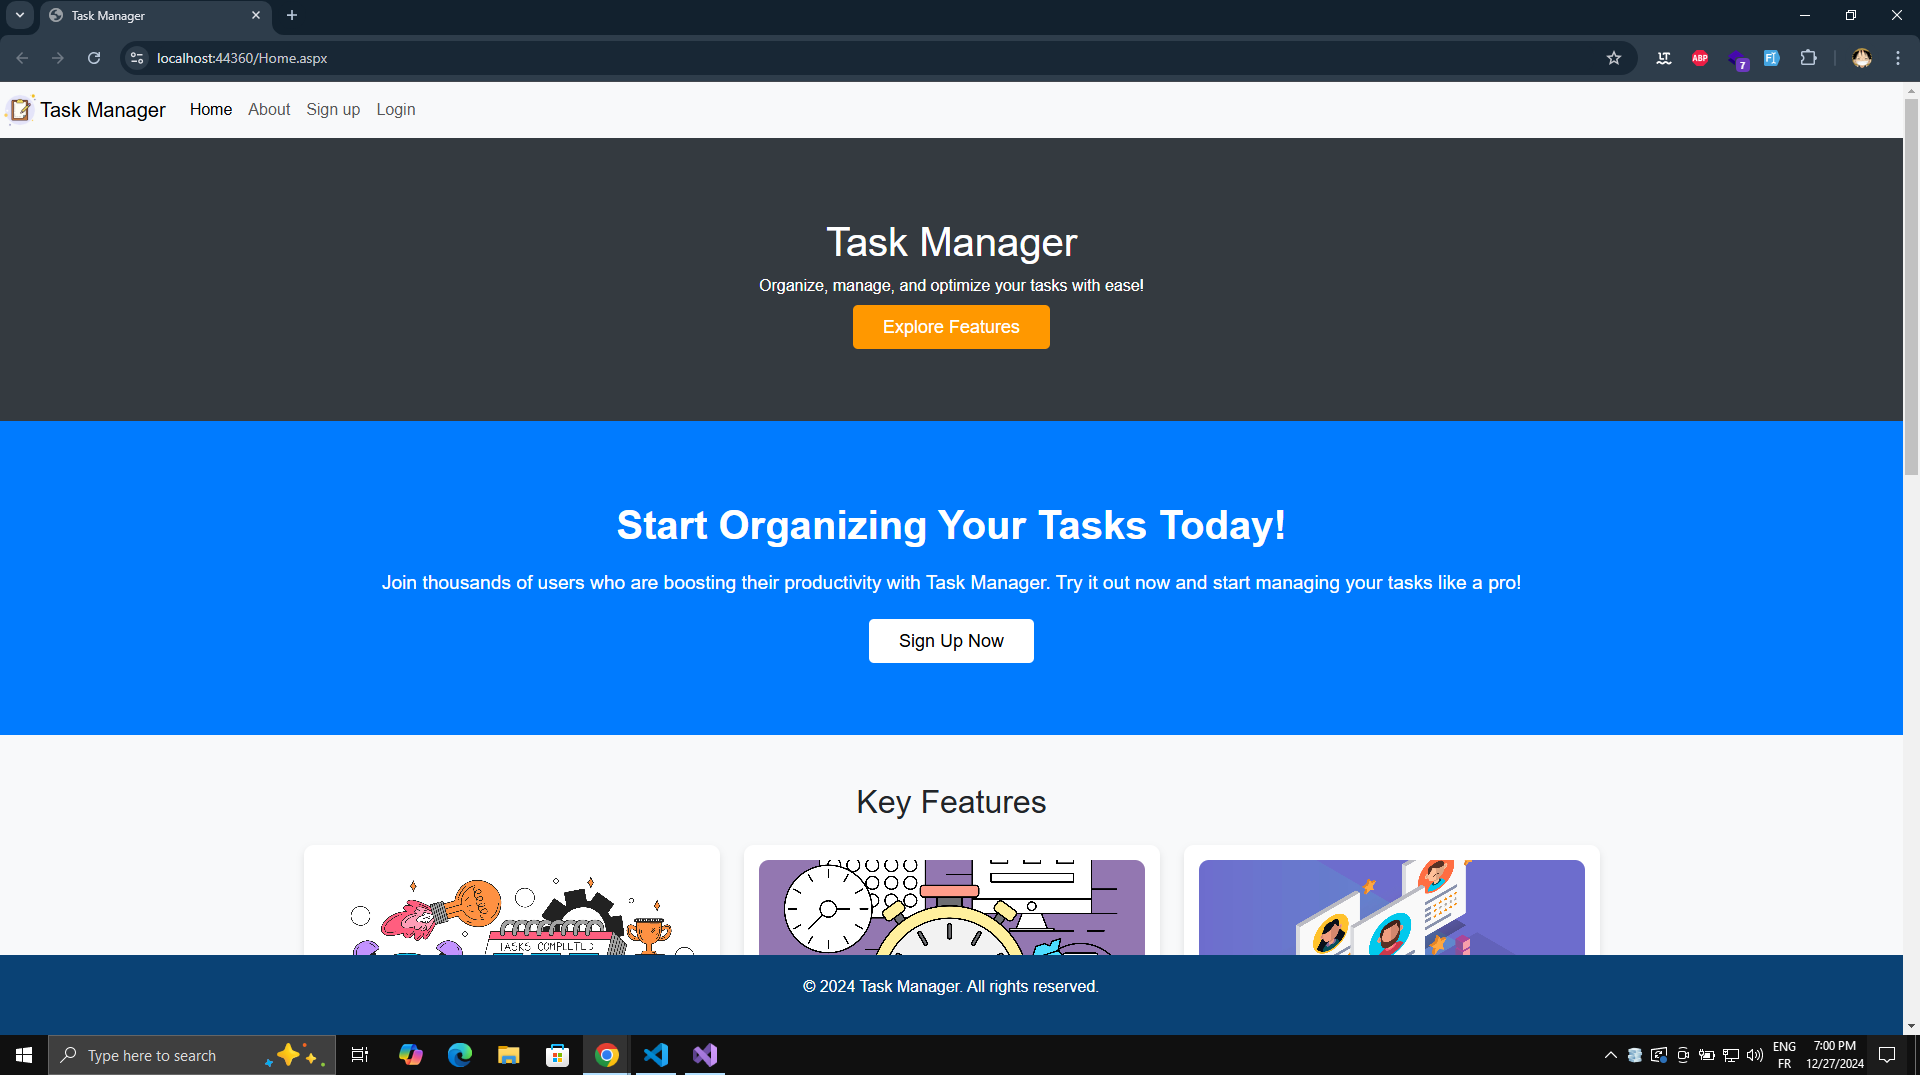 Task Manager
localhost:44360/Home.aspx
ABP
7
Task Manager
Home
About
Sign up
Login
Task Manager
Organize, manage, and optimize your tasks with ease!
Explore Features
Start Organizing Your Tasks Today!
Join thousands of users who are boosting their productivity with Task Manager. Try it out now and start managing your tasks like a pro!
Sign Up Now
Key Features
TASKS COMPLETED
© 2024 Task Manager. All rights reserved.
Type here to search
ENG
FR
7:00 PM
12/27/2024